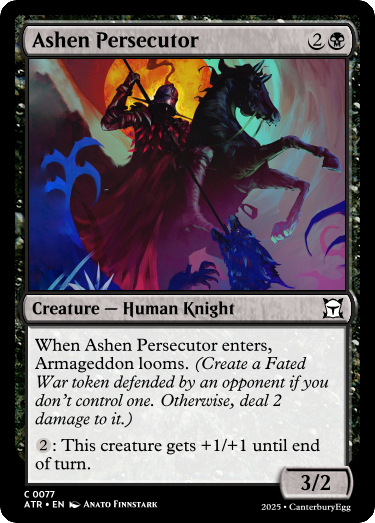 Ashen Persecutor 2
Creature — Human Knight
When Ashen Persecutor enters,
Armageddon looms. (Create a Fated
War token defended by an opponent if you
don't control one. Otherwise, deal 2
damage to it.)
2 : This creature gets +1/+1 until end
of turn.
3/2
C 0077
ATR • EN Anato Finnstark
2025 • CanterburyEgg